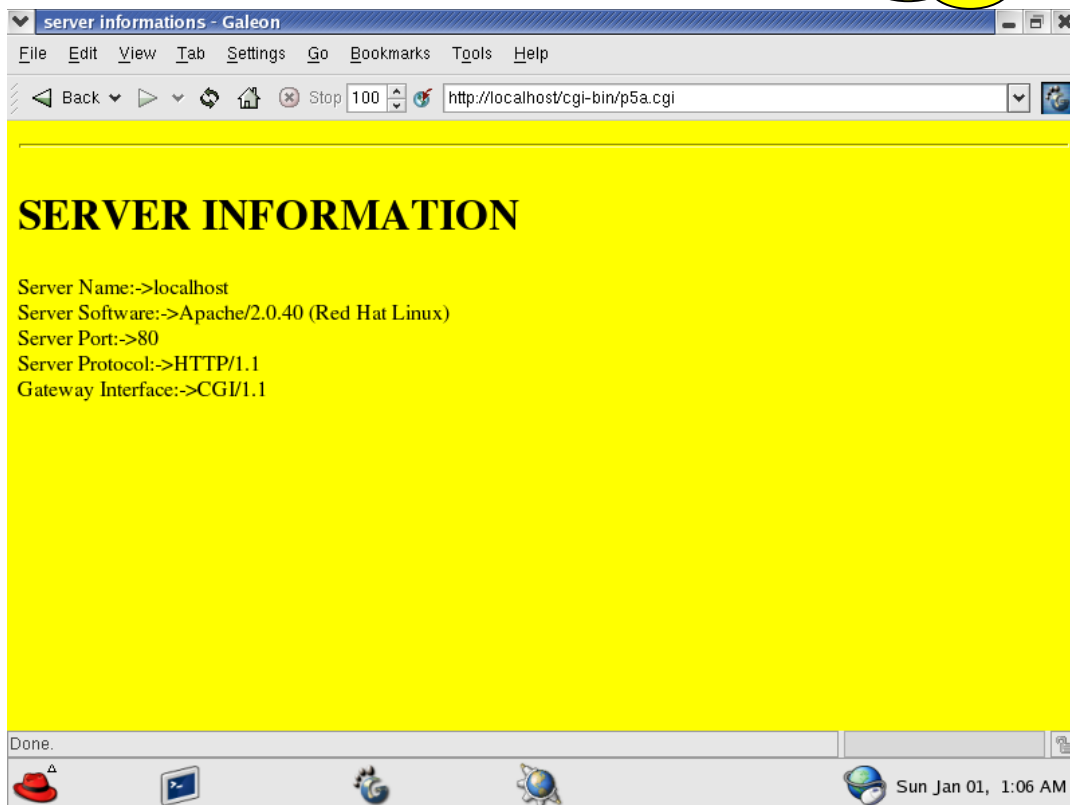 server informations - Galeon
File Edit View Tab Settings Go Bookmarks Tools Help
Back Stop 100 http://localhost/cgi-bin/p5a.cgi
SERVER INFORMATION
Server Name:->localhost
Server Software:->Apache/2.0.40 (Red Hat Linux)
Server Port:->80
Server Protocol:->HTTP/1.1
Gateway Interface:->CGI/1.1
Done.
Sun Jan 01, 1:06 AM